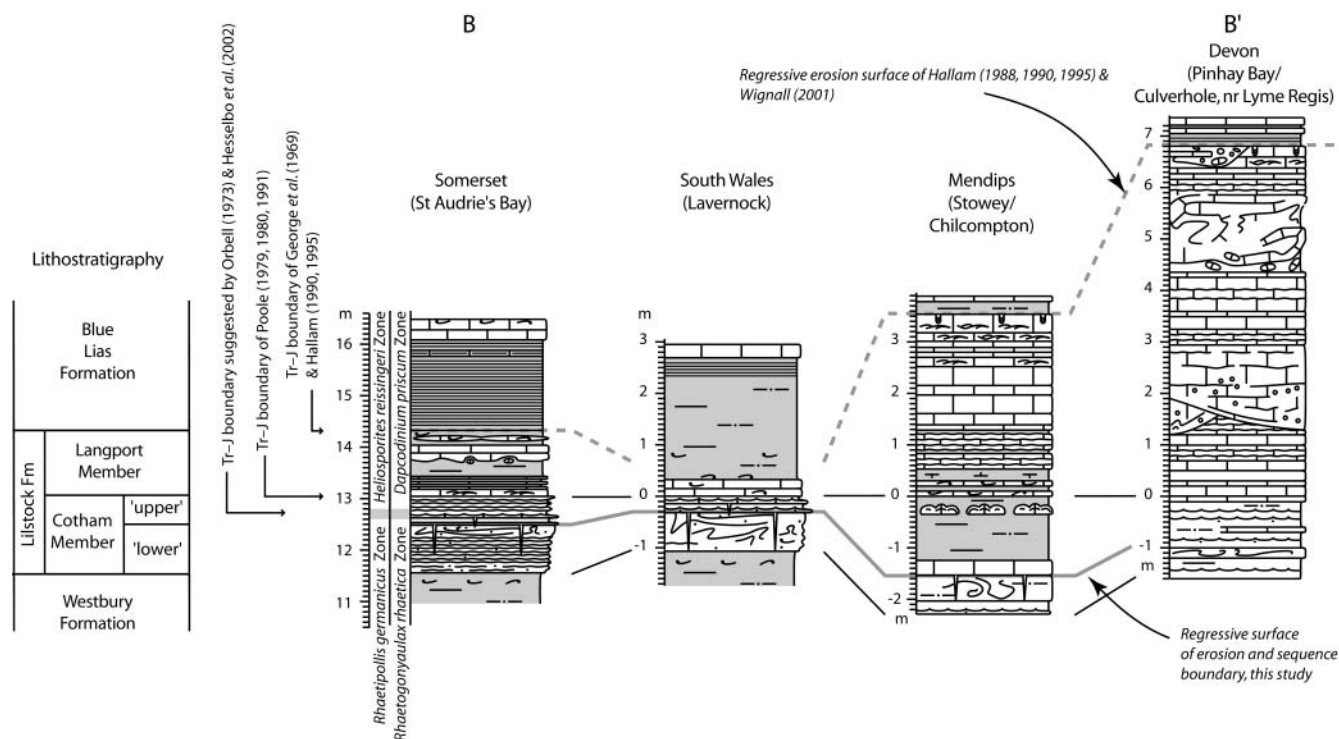 B
B'
Devon
(Pinhay Bay/
Culverhole, nr Lyme Regis)
Regressive erosion surface of Hallam (1988, 1990, 1995) &
Wignall (2001)
Somerset
(St Audrie's Bay)
South Wales
(Lavernock)
Mendips
(Stowey/
Chilcompton)
Lithostratigraphy
Blue
Lias
Formation
Lilstock Fm
Langport
Member
Cotham
Member
'upper'
'lower'
Westbury
Formation
Tr–J boundary suggested by Orbell (1973) & Hesselbo et al. (2002)
Tr–J boundary of Poole (1979, 1980, 1991)
Tr–J boundary of George et al. (1969)
& Hallam (1990, 1995)
m
16
15
14
13
12
11
Heliosporites reissingeri Zone
Dapcodinium priscum Zone
Rhaetipollis germanicus Zone
Rhaetogonyaulax rhaetica Zone
m
3
2
1
0
-1
3
2
1
0
-1
-2
m
7
6
5
4
3
2
1
0
-1
m
Regressive surface
of erosion and sequence
boundary, this study